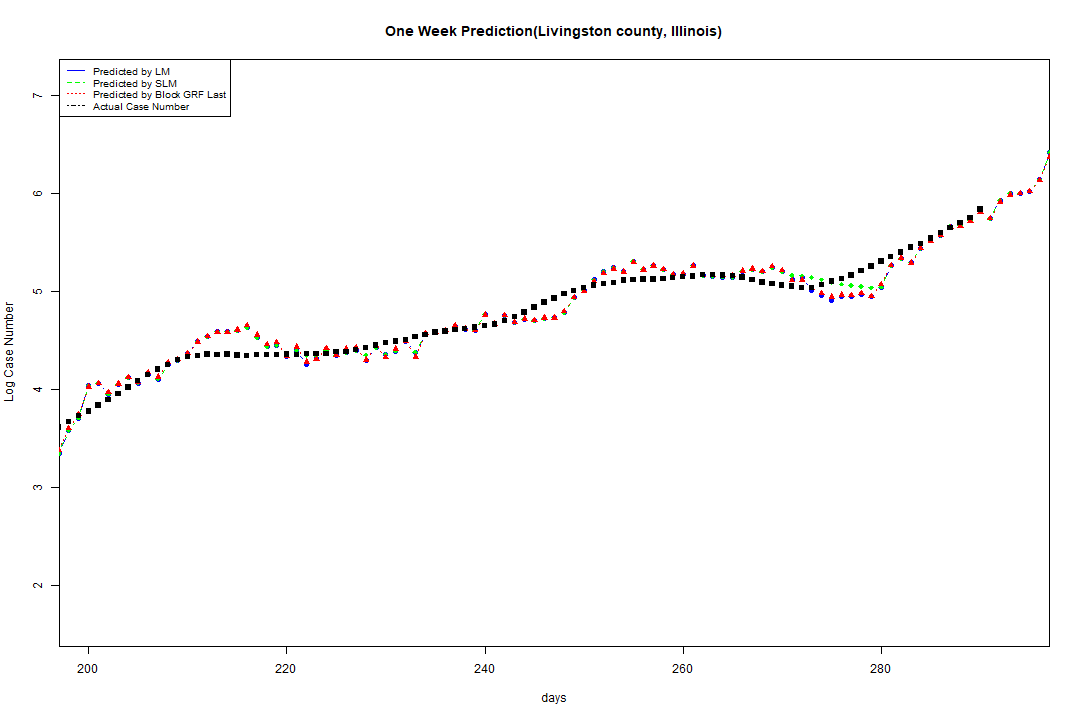 One Week Prediction(Livingston county, Illinois)
Predicted by LM
Predicted by SLM
Predicted by Block GRF Last
Actual Case Number
7
6
5
4
3
2
Log Case Number
200 220 240 260 280
days